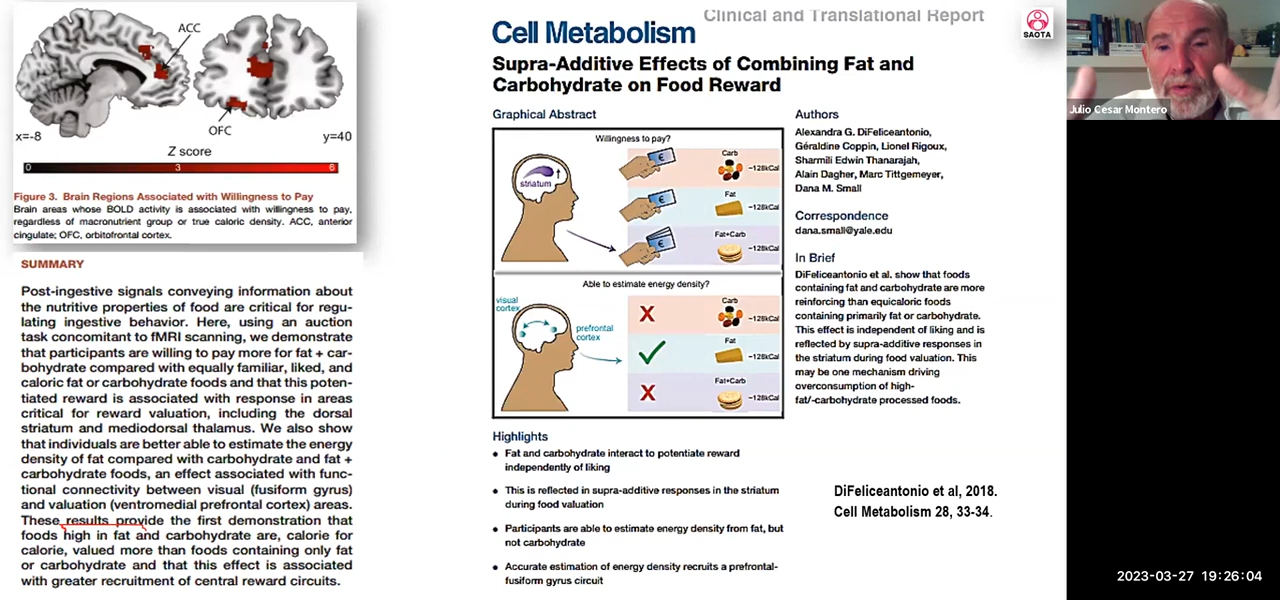 ACC
OFC
x=-8
y=40
Z score
0
3
6
Figure 3. Brain Regions Associated with Willingness to Pay
Brain areas whose BOLD activity is associated with willingness to pay,
regardless of macronutrient group or true caloric density. ACC, anterior
cingulate; OFC, orbitofrontal cortex.
SUMMARY
Post-ingestive signals conveying information about
the nutritive properties of food are critical for regu-
lating ingestive behavior. Here, using an auction
task concomitant to fMRI scanning, we demonstrate
that participants are willing to pay more for fat + car-
bohydrate compared with equally familiar, liked, and
caloric fat or carbohydrate foods and that this poten-
tiated reward is associated with response in areas
critical for reward valuation, including the dorsal
striatum and mediodorsal thalamus. We also show
that individuals are better able to estimate the energy
density of fat compared with carbohydrate and fat +
carbohydrate foods, an effect associated with func-
tional connectivity between visual (fusiform gyrus)
and valuation (ventromedial prefrontal cortex) areas.
These results provide the first demonstration that
foods high in fat and carbohydrate are, calorie for
calorie, valued more than foods containing only fat
or carbohydrate and that this effect is associated
with greater recruitment of central reward circuits.
Clinical and Translational Report
Cell Metabolism
Supra-Additive Effects of Combining Fat and
Carbohydrate on Food Reward
Graphical Abstract
Willingness to pay?
striatum
Carb
~128kCal
Fat
~128kCal
Fat+Carb
~128kCal
Able to estimate energy density?
visual
cortex
prefrontal
cortex
Carb
~128kCal
Fat
~128kCal
Fat+Carb
~128kCal
Highlights
• Fat and carbohydrate interact to potentiate reward
independently of liking
• This is reflected in supra-additive responses in the striatum
during food valuation
• Participants are able to estimate energy density from fat, but
not carbohydrate
• Accurate estimation of energy density recruits a prefrontal-
fusiform gyrus circuit
Authors
Alexandra G. DiFeliceantonio,
Géraldine Coppin, Lionel Rigoux,
Sharmili Edwin Thanarajah,
Alain Dagher, Marc Tittgemeyer,
Dana M. Small
Correspondence
dana.small@yale.edu
In Brief
DiFeliceantonio et al. show that foods
containing fat and carbohydrate are more
reinforcing than equicaloric foods
containing primarily fat or carbohydrate.
This effect is independent of liking and is
reflected by supra-additive responses in
the striatum during food valuation. This
may be one mechanism driving
overconsumption of high-
fat/-carbohydrate processed foods.
DiFeliceantonio et al, 2018.
Cell Metabolism 28, 33-34.
SAOTA
Julio Cesar Montero
2023-03-27 19:26:04